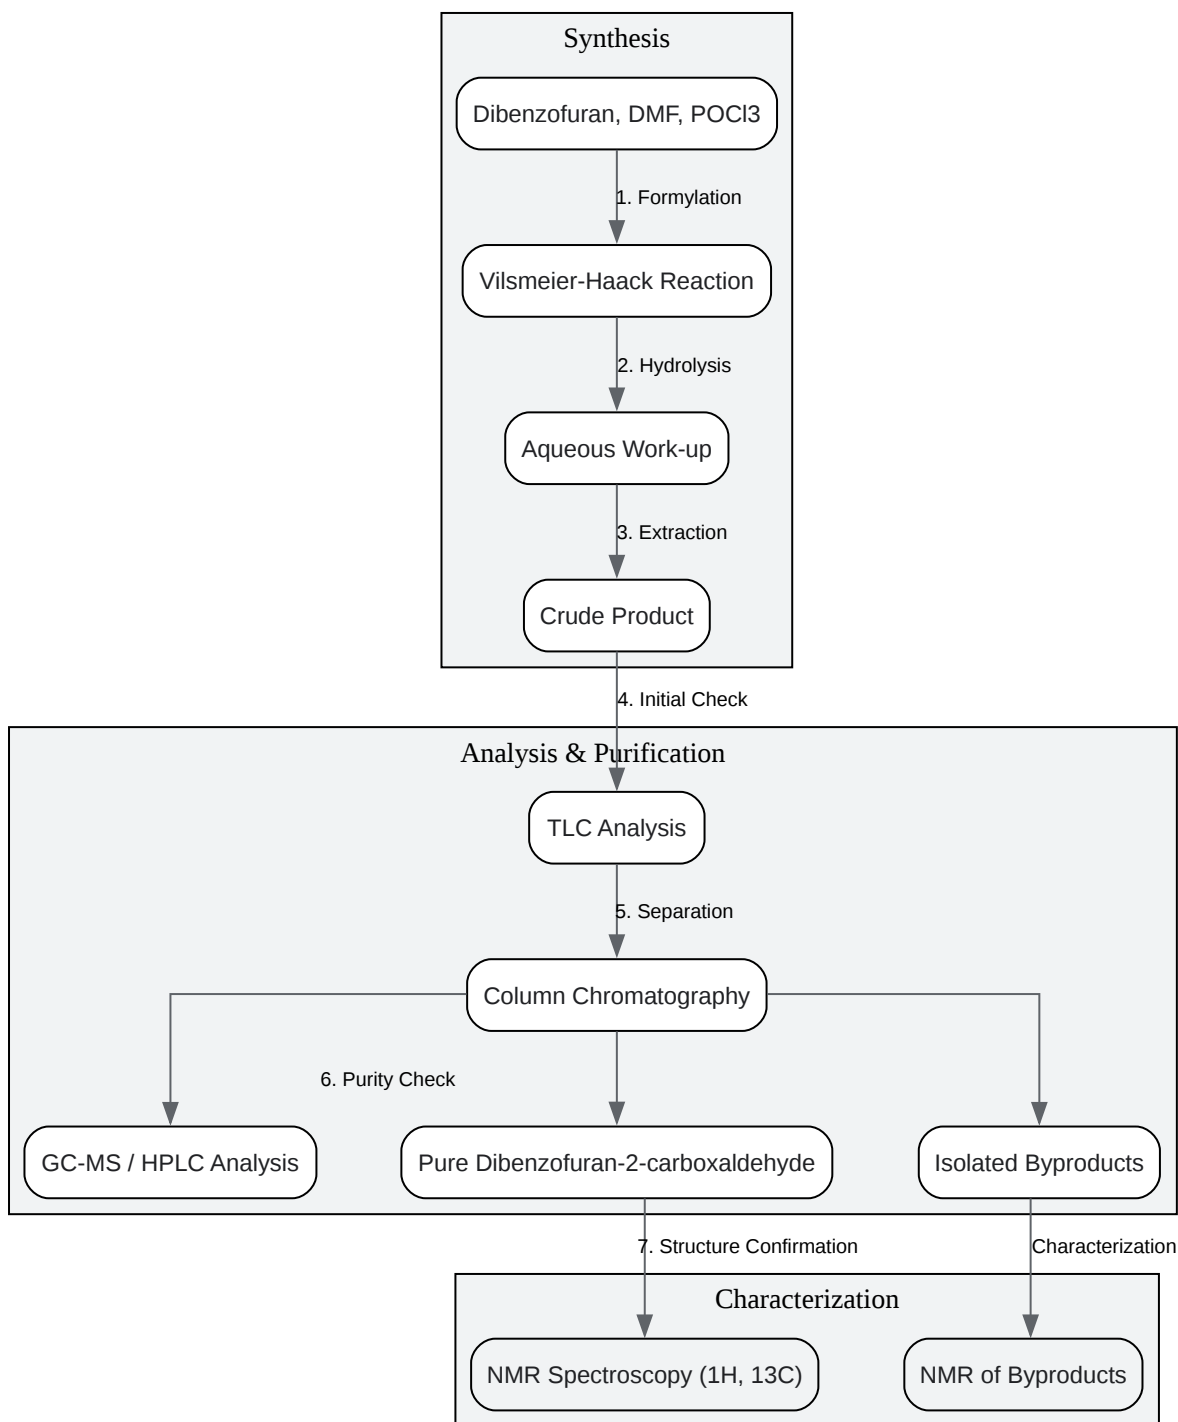 Synthesis
Dibenzofuran, DMF, POCl3
1. Formylation
Vilsmeier-Haack Reaction
2. Hydrolysis
Aqueous Work-up
3. Extraction
Crude Product
4. Initial Check
Analysis & Purification
TLC Analysis
5. Separation
Column Chromatography
6. Purity Check
GC-MS / HPLC Analysis
Pure Dibenzofuran-2-carboxaldehyde
Isolated Byproducts
7. Structure Confirmation
Characterization
Characterization
NMR Spectroscopy (1H, 13C)
NMR of Byproducts